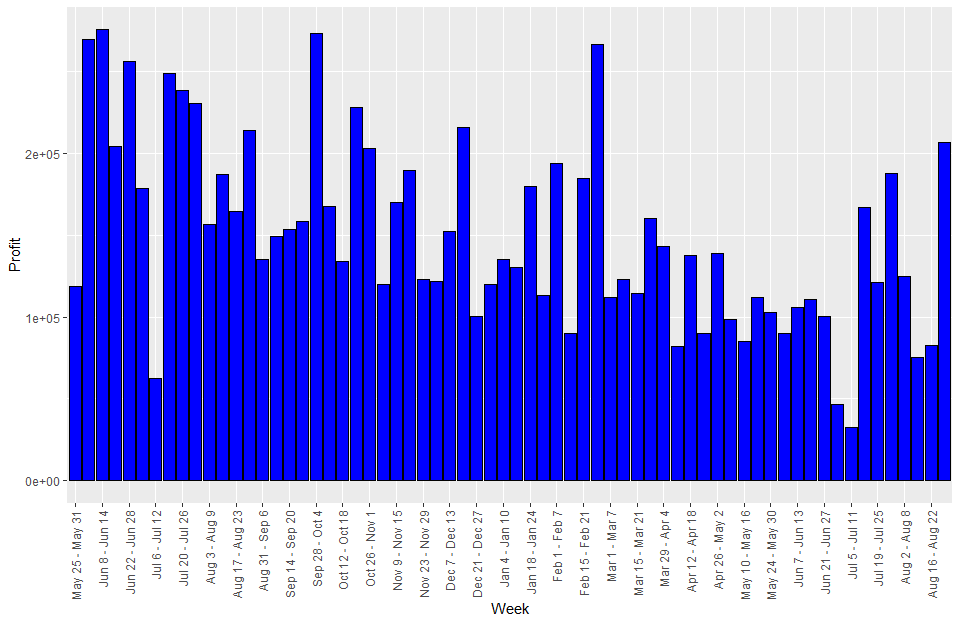 Profit
2e+05
1e+05
0e+00
May 25 - May 31
Jun 8 - Jun 14
Jun 22 - Jun 28
Jul 6 - Jul 12
Jul 20 - Jul 26
Aug 3 - Aug 9
Aug 17 - Aug 23
Aug 31 - Sep 6
Sep 14 - Sep 20
Sep 28 - Oct 4
Oct 12 - Oct 18
Oct 26 - Nov 1
Nov 9 - Nov 15
Nov 23 - Nov 29
Dec 7 - Dec 13
Dec 21 - Dec 27
Jan 4 - Jan 10
Jan 18 - Jan 24
Feb 1 - Feb 7
Feb 15 - Feb 21
Mar 1 - Mar 7
Mar 15 - Mar 21
Mar 29 - Apr 4
Apr 12 - Apr 18
Apr 26 - May 2
May 10 - May 16
May 24 - May 30
Jun 7 - Jun 13
Jun 21 - Jun 27
Jul 5 - Jul 11
Jul 19 - Jul 25
Aug 2 - Aug 8
Aug 16 - Aug 22
Week